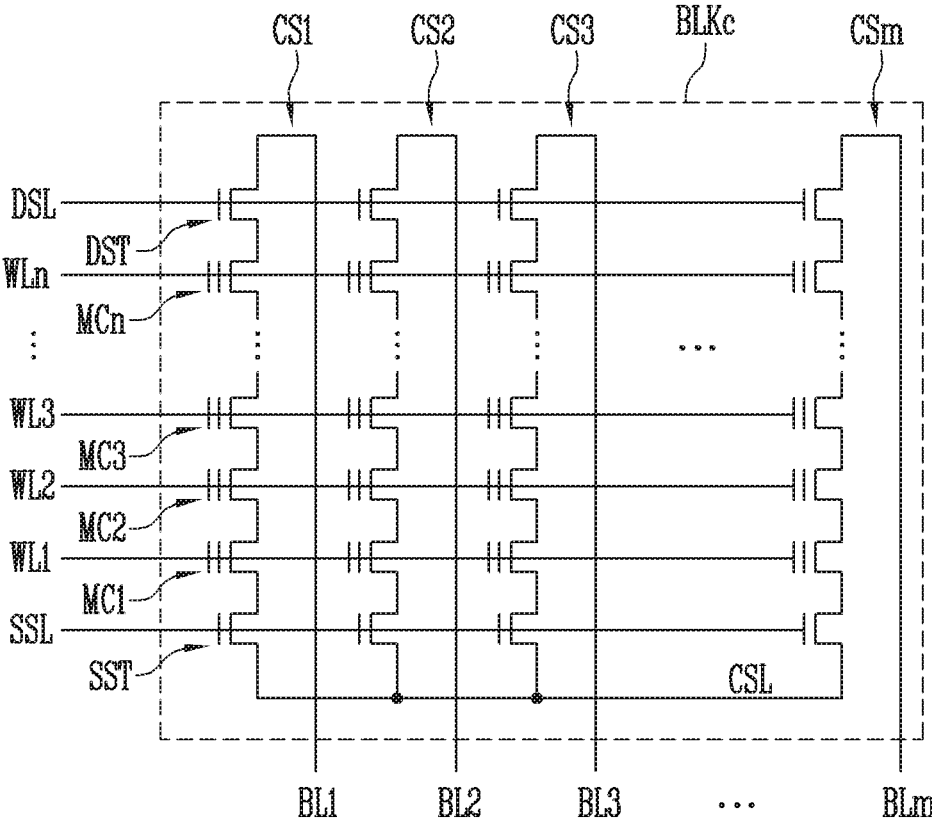 CS1 CS2 CS3 BLKc CSm
DSL
DST
WLn
MCn
⋮
...
WL3
MC3
WL2
MC2
WL1
MC1
SSL
SST
CSL
BL1 BL2 BL3 ... BLm